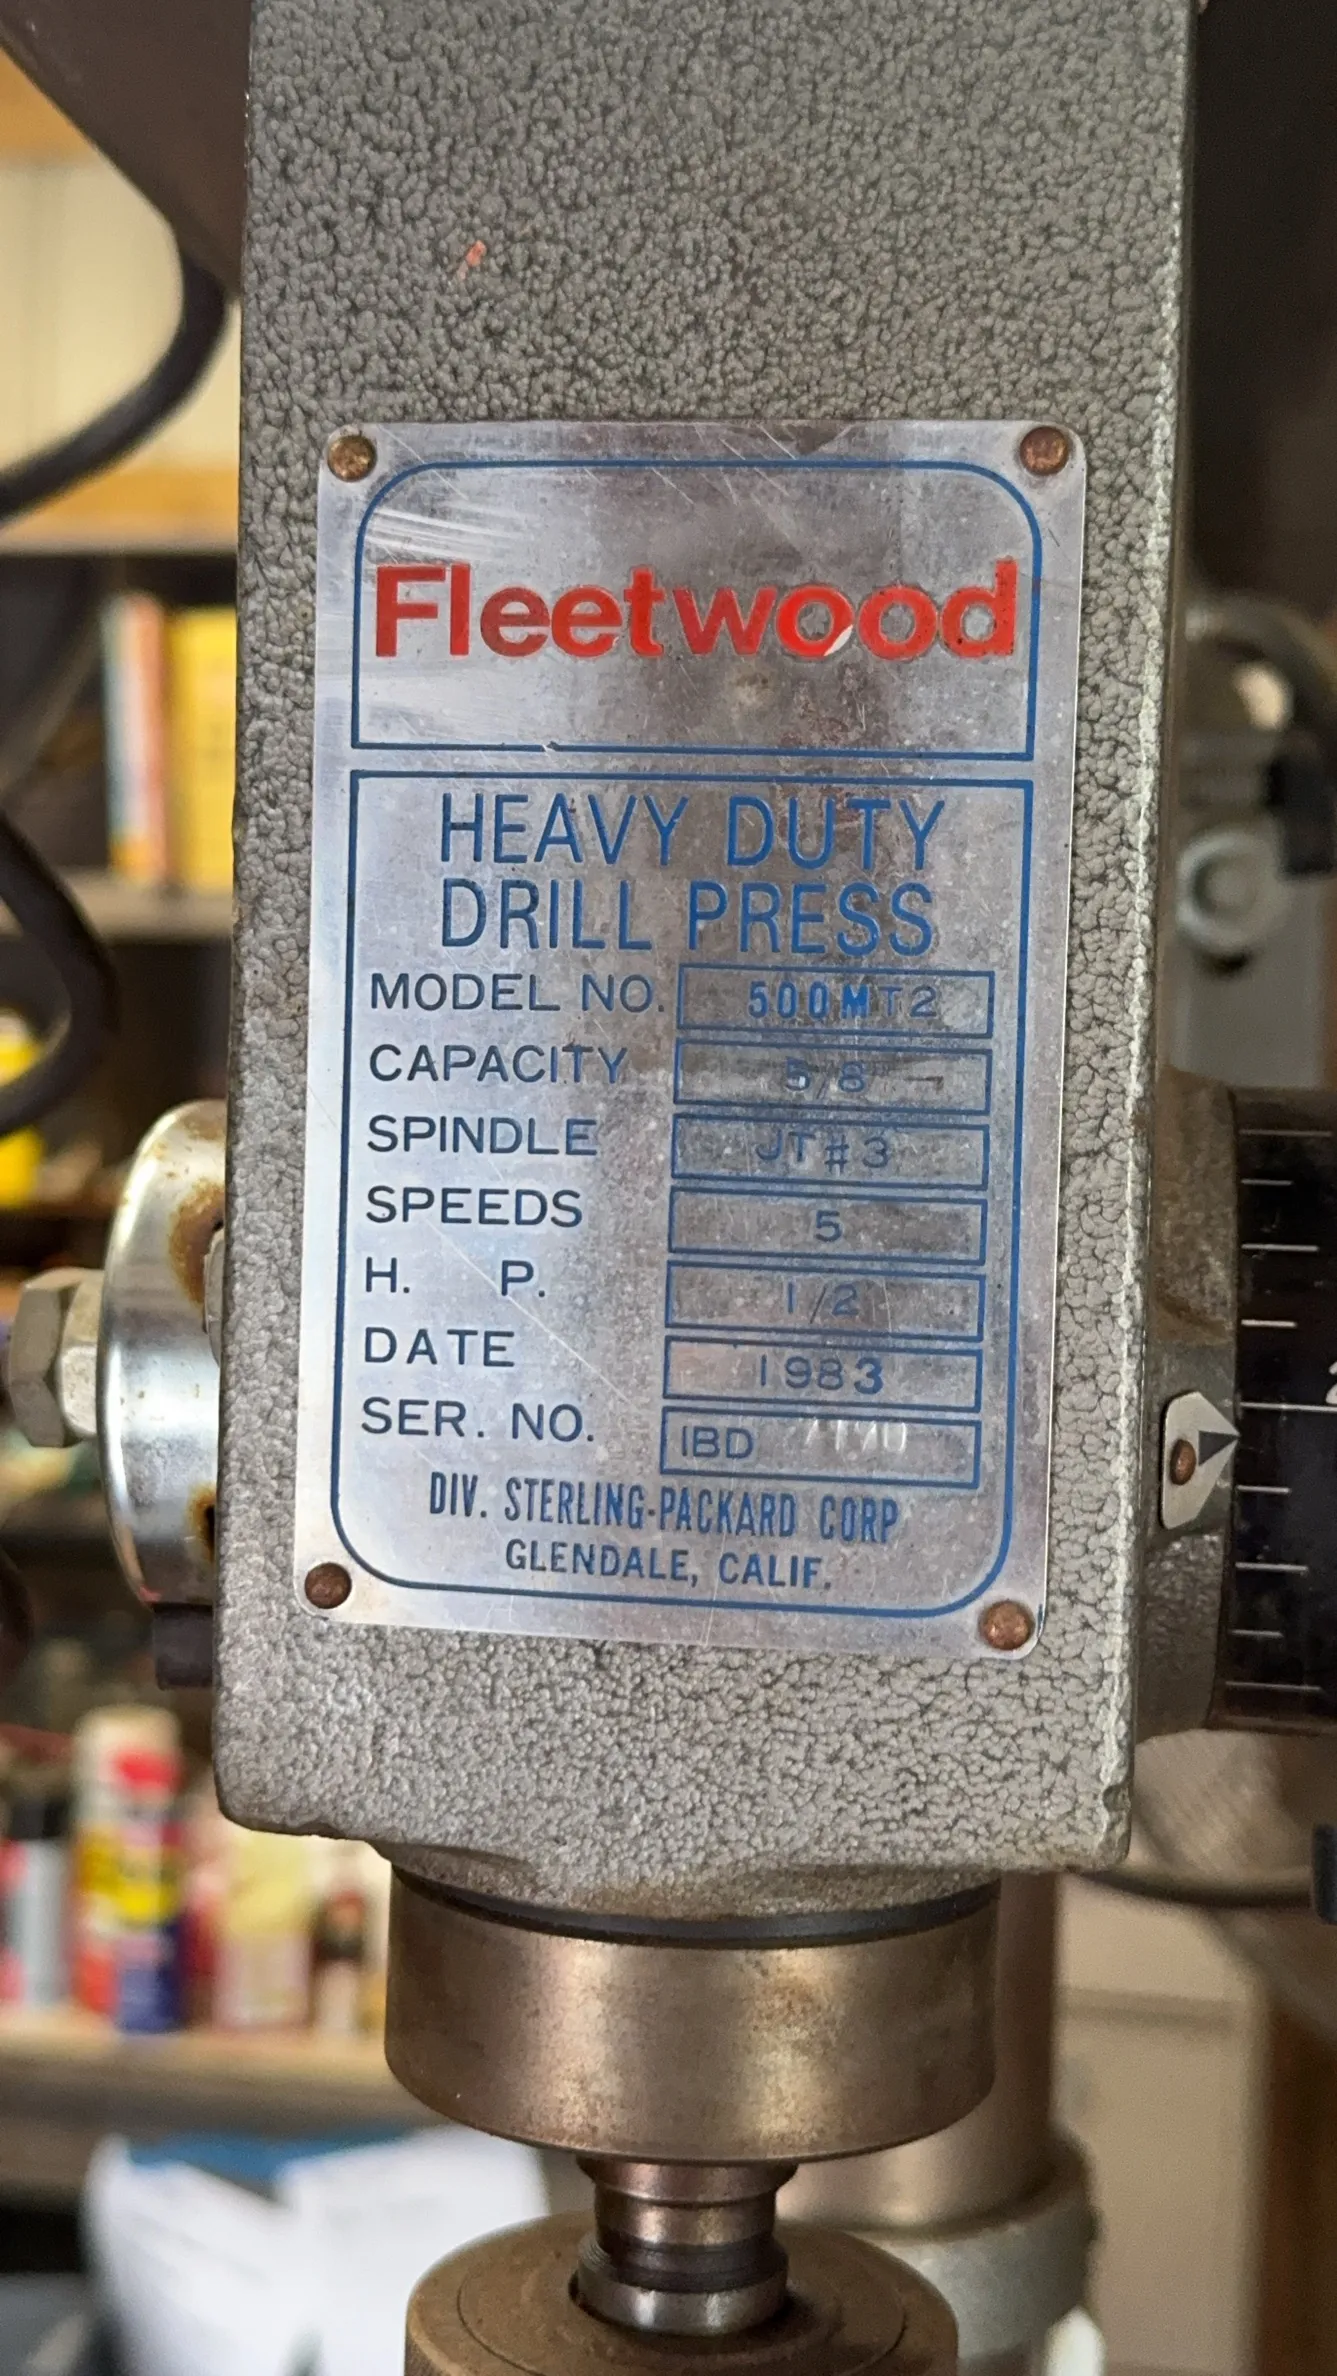 Fleetwood
HEAVY DUTY
DRILL PRESS
MODEL NO. 500MT2
CAPACITY 5/8"
SPINDLE JT#3
SPEEDS 5
H. P. 1/2
DATE 1983
SER. NO. IBD
DIV. STERLING-PACKARD CORP
GLENDALE, CALIF.